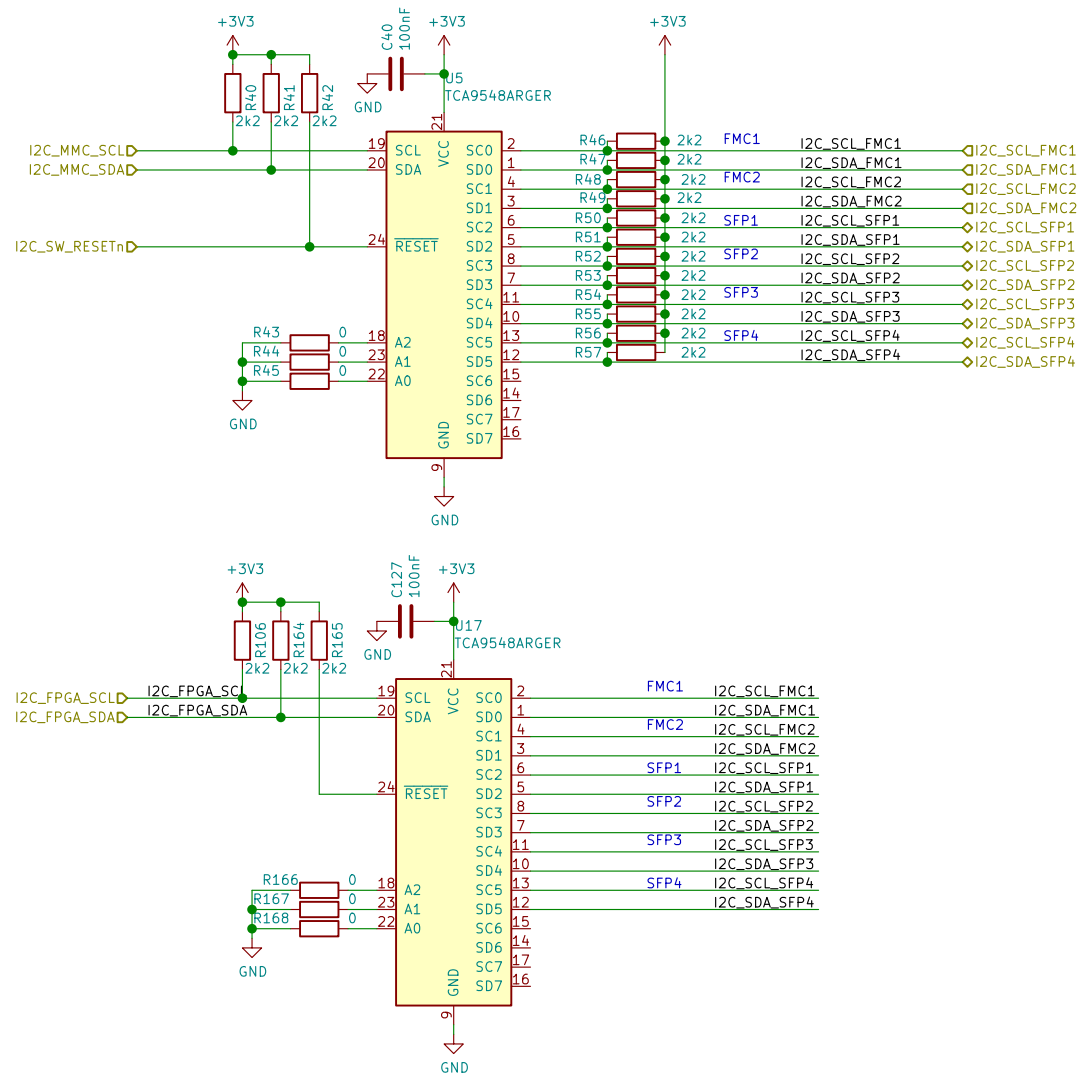 +3V3
C40
100nF
+3V3
+3V3
GND
U5
TCA9548ARGER
R40
2k2
R41
2k2
R42
2k2
21
VCC
I2C_MMC_SCL
19
SCL
SC0
2
R46
2k2
FMC1
I2C_SCL_FMC1
I2C_SCL_FMC1
I2C_MMC_SDA
20
SDA
SD0
1
R47
2k2
I2C_SDA_FMC1
I2C_SDA_FMC1
SC1
4
R48
2k2
FMC2
I2C_SCL_FMC2
I2C_SCL_FMC2
SD1
3
R49
2k2
I2C_SDA_FMC2
I2C_SDA_FMC2
SC2
6
R50
2k2
SFP1
I2C_SCL_SFP1
I2C_SCL_SFP1
I2C_SW_RESETn
24
RESET
SD2
5
R51
2k2
I2C_SDA_SFP1
I2C_SDA_SFP1
SC3
8
R52
2k2
SFP2
I2C_SCL_SFP2
I2C_SCL_SFP2
SD3
7
R53
2k2
I2C_SDA_SFP2
I2C_SDA_SFP2
SC4
11
R54
2k2
SFP3
I2C_SCL_SFP3
I2C_SCL_SFP3
SD4
10
R55
2k2
I2C_SDA_SFP3
I2C_SDA_SFP3
R43
0
18
A2
SC5
13
R56
2k2
SFP4
I2C_SCL_SFP4
I2C_SCL_SFP4
R44
0
23
A1
SD5
12
R57
2k2
I2C_SDA_SFP4
I2C_SDA_SFP4
R45
0
22
A0
SC6
15
SD6
14
SC7
17
SD7
16
GND
GND
9
GND
+3V3
C127
100nF
+3V3
GND
U17
TCA9548ARGER
R106
2k2
R164
2k2
R165
2k2
21
VCC
I2C_FPGA_SCL
I2C_FPGA_SCL
19
SCL
SC0
2
FMC1
I2C_SCL_FMC1
I2C_FPGA_SDA
I2C_FPGA_SDA
20
SDA
SD0
1
I2C_SDA_FMC1
SC1
4
FMC2
I2C_SCL_FMC2
SD1
3
I2C_SDA_FMC2
SC2
6
SFP1
I2C_SCL_SFP1
24
RESET
SD2
5
I2C_SDA_SFP1
SC3
8
SFP2
I2C_SCL_SFP2
SD3
7
I2C_SDA_SFP2
SC4
11
SFP3
I2C_SCL_SFP3
SD4
10
I2C_SDA_SFP3
R166
0
18
A2
SC5
13
SFP4
I2C_SCL_SFP4
R167
0
23
A1
SD5
12
I2C_SDA_SFP4
R168
0
22
A0
SC6
15
SD6
14
SC7
17
SD7
16
GND
GND
9
GND